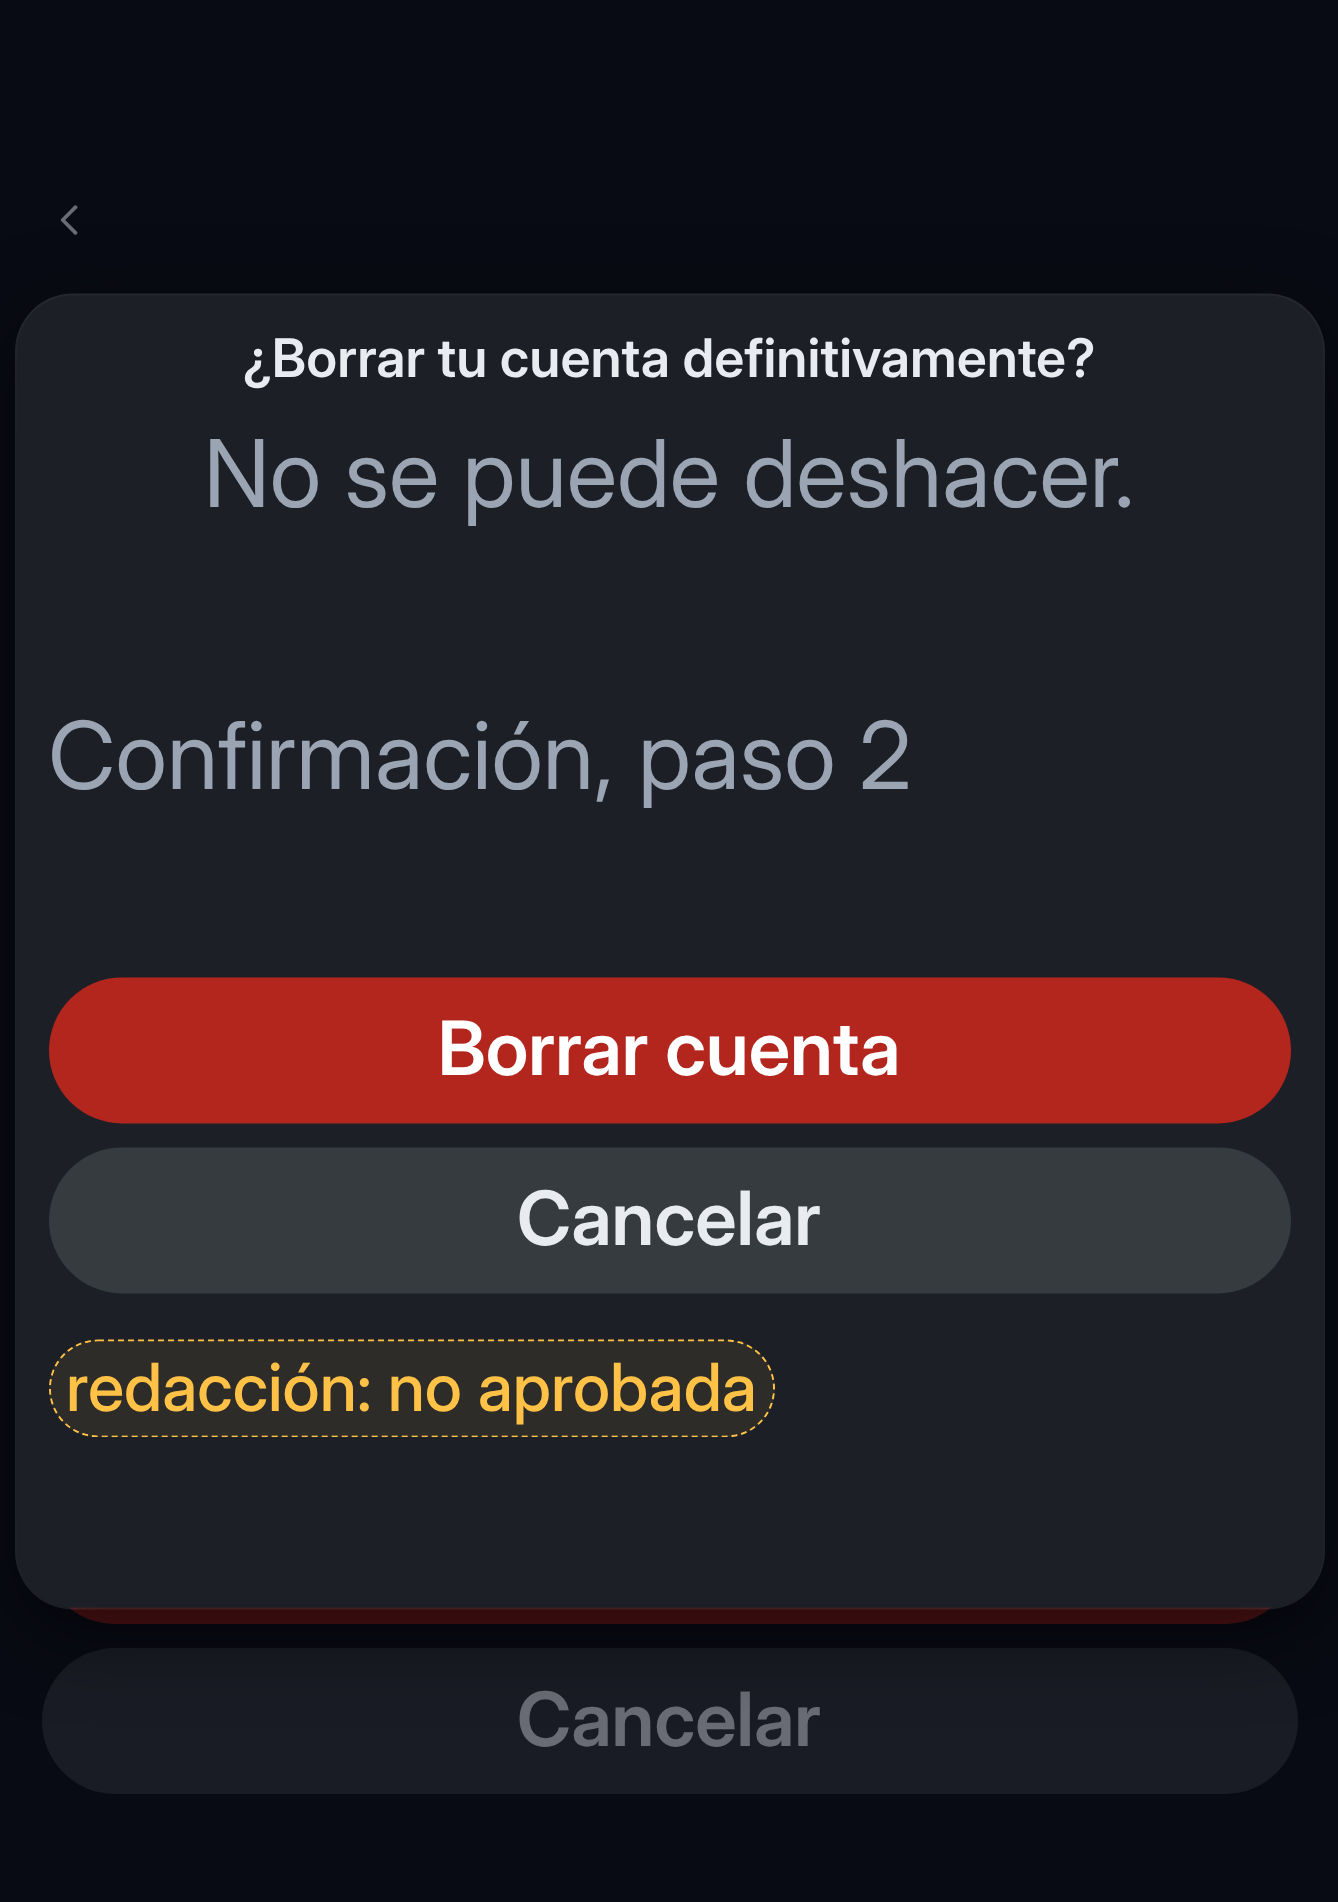 ¿Borrar tu cuenta definitivamente?
No se puede deshacer.
Confirmación, paso 2
Borrar cuenta
Cancelar
redacción: no aprobada
Cancelar